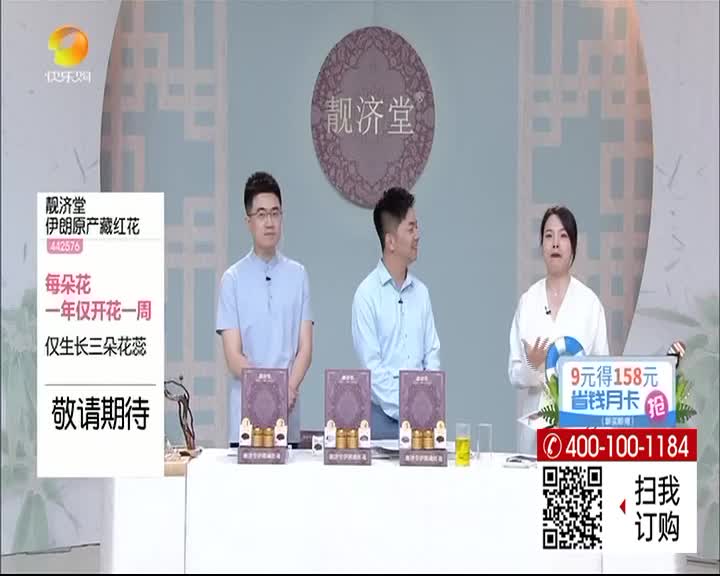 快乐购
靓济堂
靓济堂
伊朗原产藏红花
442576
每朵花
一年仅开花一周
仅生长三朵花蕊
敬请期待
9元得158元
省钱月卡
抢
400-100-1184
扫我
订购